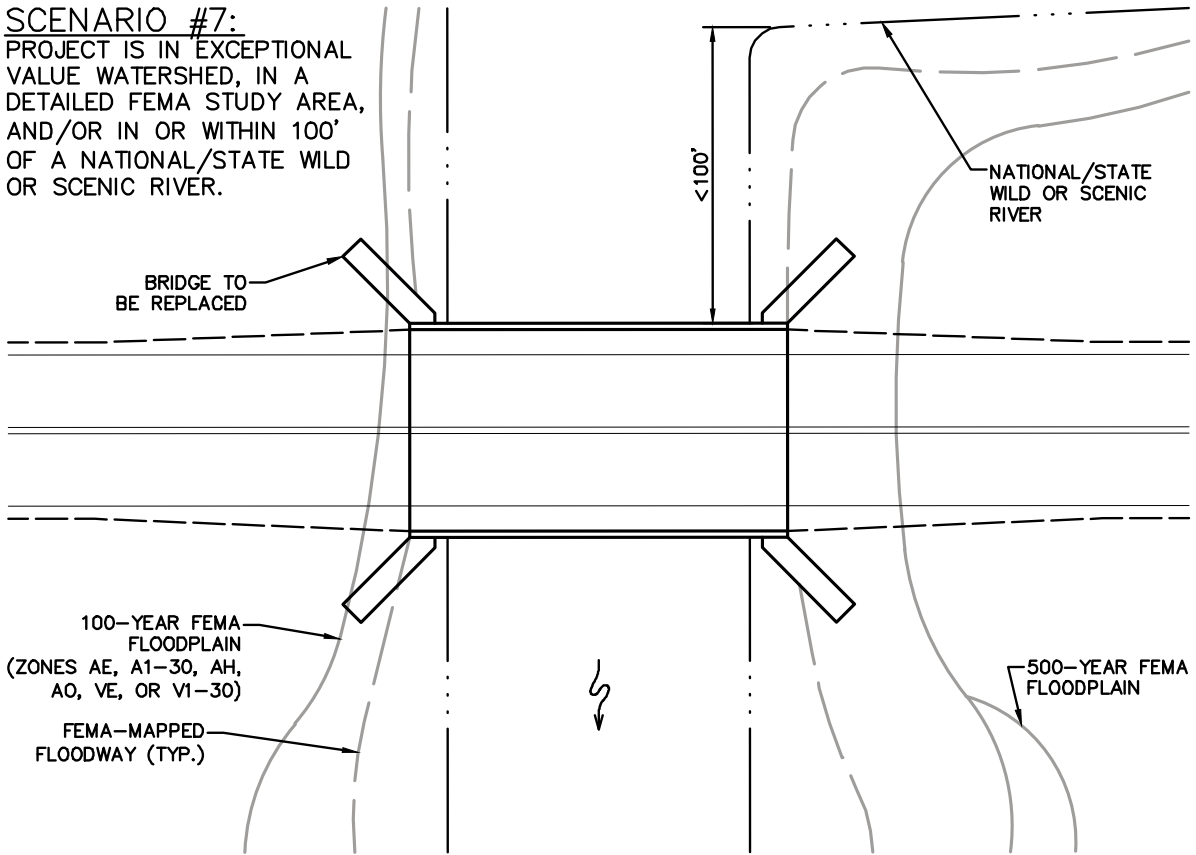 SCENARIO #7:
PROJECT IS IN EXCEPTIONAL
VALUE WATERSHED, IN A
DETAILED FEMA STUDY AREA,
AND/OR IN OR WITHIN 100'
OF A NATIONAL/STATE WILD
OR SCENIC RIVER.
<100'
NATIONAL/STATE
WILD OR SCENIC
RIVER
BRIDGE TO
BE REPLACED
100-YEAR FEMA
FLOODPLAIN
(ZONES AE, A1-30, AH,
AO, VE, OR V1-30)
FEMA-MAPPED
FLOODWAY (TYP.)
500-YEAR FEMA
FLOODPLAIN